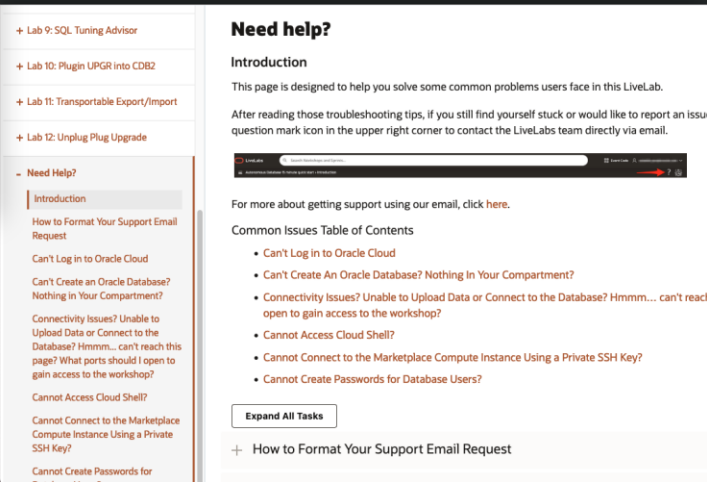 + Lab 9: SQL Tuning Advisor
+ Lab 10: Plugin UPGR into CDB2
+ Lab 11: Transportable Export/Import
+ Lab 12: Unplug Plug Upgrade
- Need Help?
Introduction
How to Format Your Support Email
Request
Can't Log in to Oracle Cloud
Can't Create an Oracle Database?
Nothing in Your Compartment?
Connectivity Issues? Unable to
Upload Data or Connect to the
Database? Hmmm... can't reach this
page? What ports should I open to
gain access to the workshop?
Cannot Access Cloud Shell?
Cannot Connect to the Marketplace
Compute Instance Using a Private
SSH Key?
Cannot Create Passwords for
Need help?
Introduction
This page is designed to help you solve some common problems users face in this LiveLab.
After reading those troubleshooting tips, if you still find yourself stuck or would like to report an issu
question mark icon in the upper right corner to contact the LiveLabs team directly via email.
LiveLabs
Search Workshops and Sprints
Event Code
?
For more about getting support using our email, click here.
Common Issues Table of Contents
• Can't Log in to Oracle Cloud
• Can't Create An Oracle Database? Nothing In Your Compartment?
• Connectivity Issues? Unable to Upload Data or Connect to the Database? Hmmm... can't reach
open to gain access to the workshop?
• Cannot Access Cloud Shell?
• Cannot Connect to the Marketplace Compute Instance Using a Private SSH Key?
• Cannot Create Passwords for Database Users?
Expand All Tasks
+ How to Format Your Support Email Request